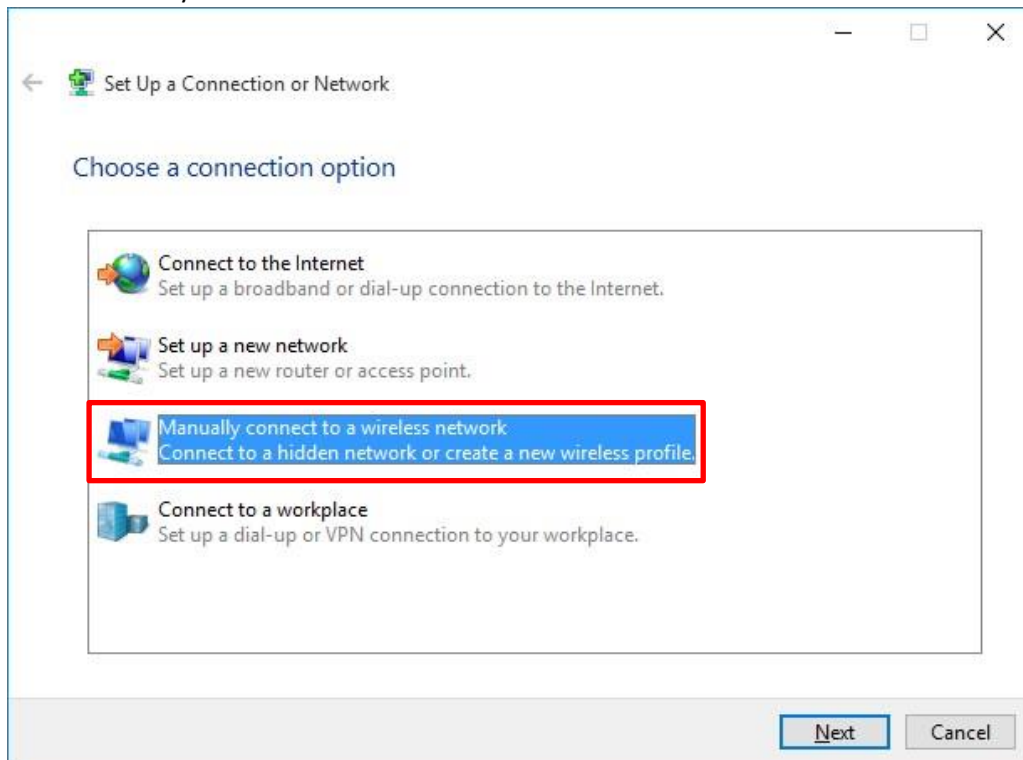 Set Up a Connection or Network
Choose a connection option
Connect to the Internet
Set up a broadband or dial-up connection to the Internet.
Set up a new network
Set up a new router or access point.
Manually connect to a wireless network
Connect to a hidden network or create a new wireless profile.
Connect to a workplace
Set up a dial-up or VPN connection to your workplace.
Next Cancel